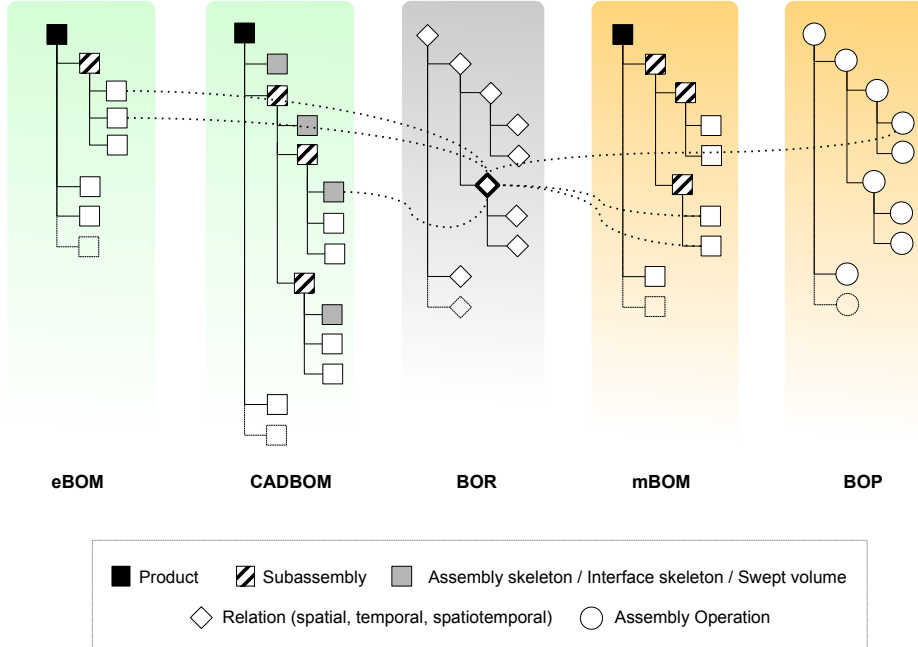 eBOM
CADBOM
BOR
mBOM
BOP
Product
Subassembly
Assembly skeleton / Interface skeleton / Swept volume
Relation (spatial, temporal, spatiotemporal)
Assembly Operation